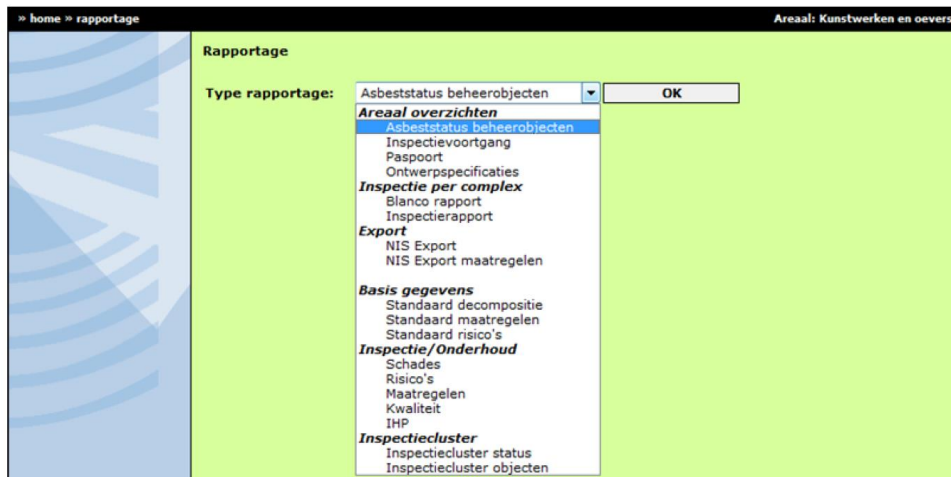 » home » rapportage Areaal: Kunstwerken en oevers
Rapportage
Type rapportage: Asbeststatus beheerobjecten OK
Areaal overzichten
Asbeststatus beheerobjecten
Inspectievoortgang
Paspoort
Ontwerpspecificaties
Inspectie per complex
Blanco rapport
Inspectierapport
Export
NIS Export
NIS Export maatregelen
Basis gegevens
Standaard decompositie
Standaard maatregelen
Standaard risico's
Inspectie/Onderhoud
Schades
Risico's
Maatregelen
Kwaliteit
IHP
Inspectiecluster
Inspectiecluster status
Inspectiecluster objecten